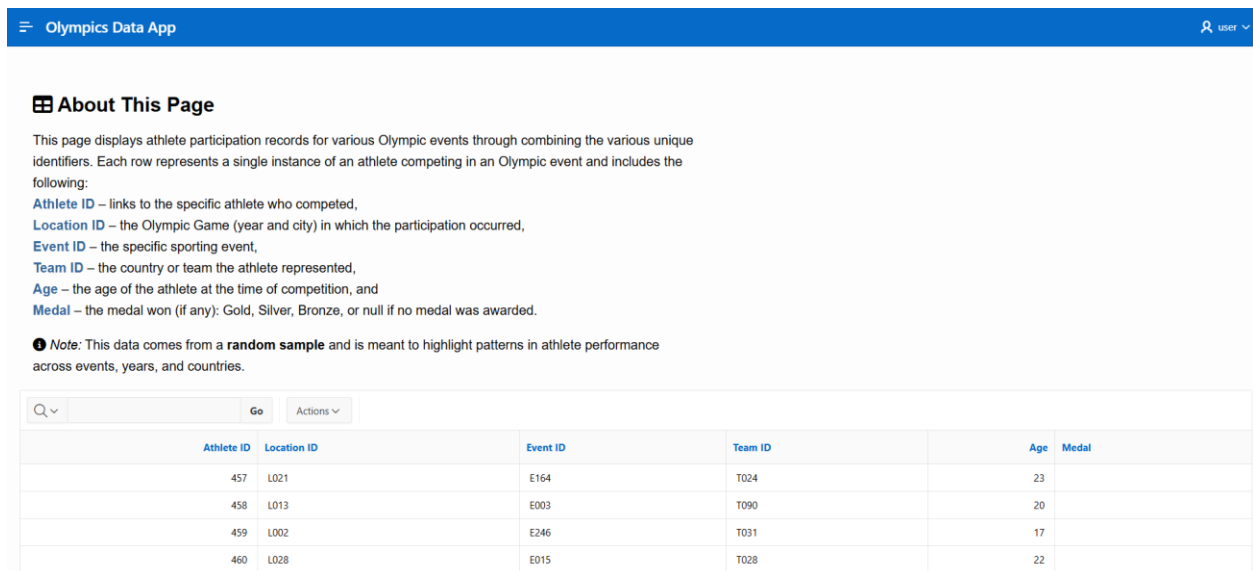 Olympics Data App
user
About This Page
This page displays athlete participation records for various Olympic events through combining the various unique
identifiers. Each row represents a single instance of an athlete competing in an Olympic event and includes the
following:
Athlete ID – links to the specific athlete who competed,
Location ID – the Olympic Game (year and city) in which the participation occurred,
Event ID – the specific sporting event,
Team ID – the country or team the athlete represented,
Age – the age of the athlete at the time of competition, and
Medal – the medal won (if any): Gold, Silver, Bronze, or null if no medal was awarded.
Note: This data comes from a random sample and is meant to highlight patterns in athlete performance
across events, years, and countries.
Go Actions
Athlete ID Location ID Event ID Team ID Age Medal
457 L021 E164 T024 23
458 L013 E003 T090 20
459 L002 E246 T031 17
460 L028 E015 T028 22